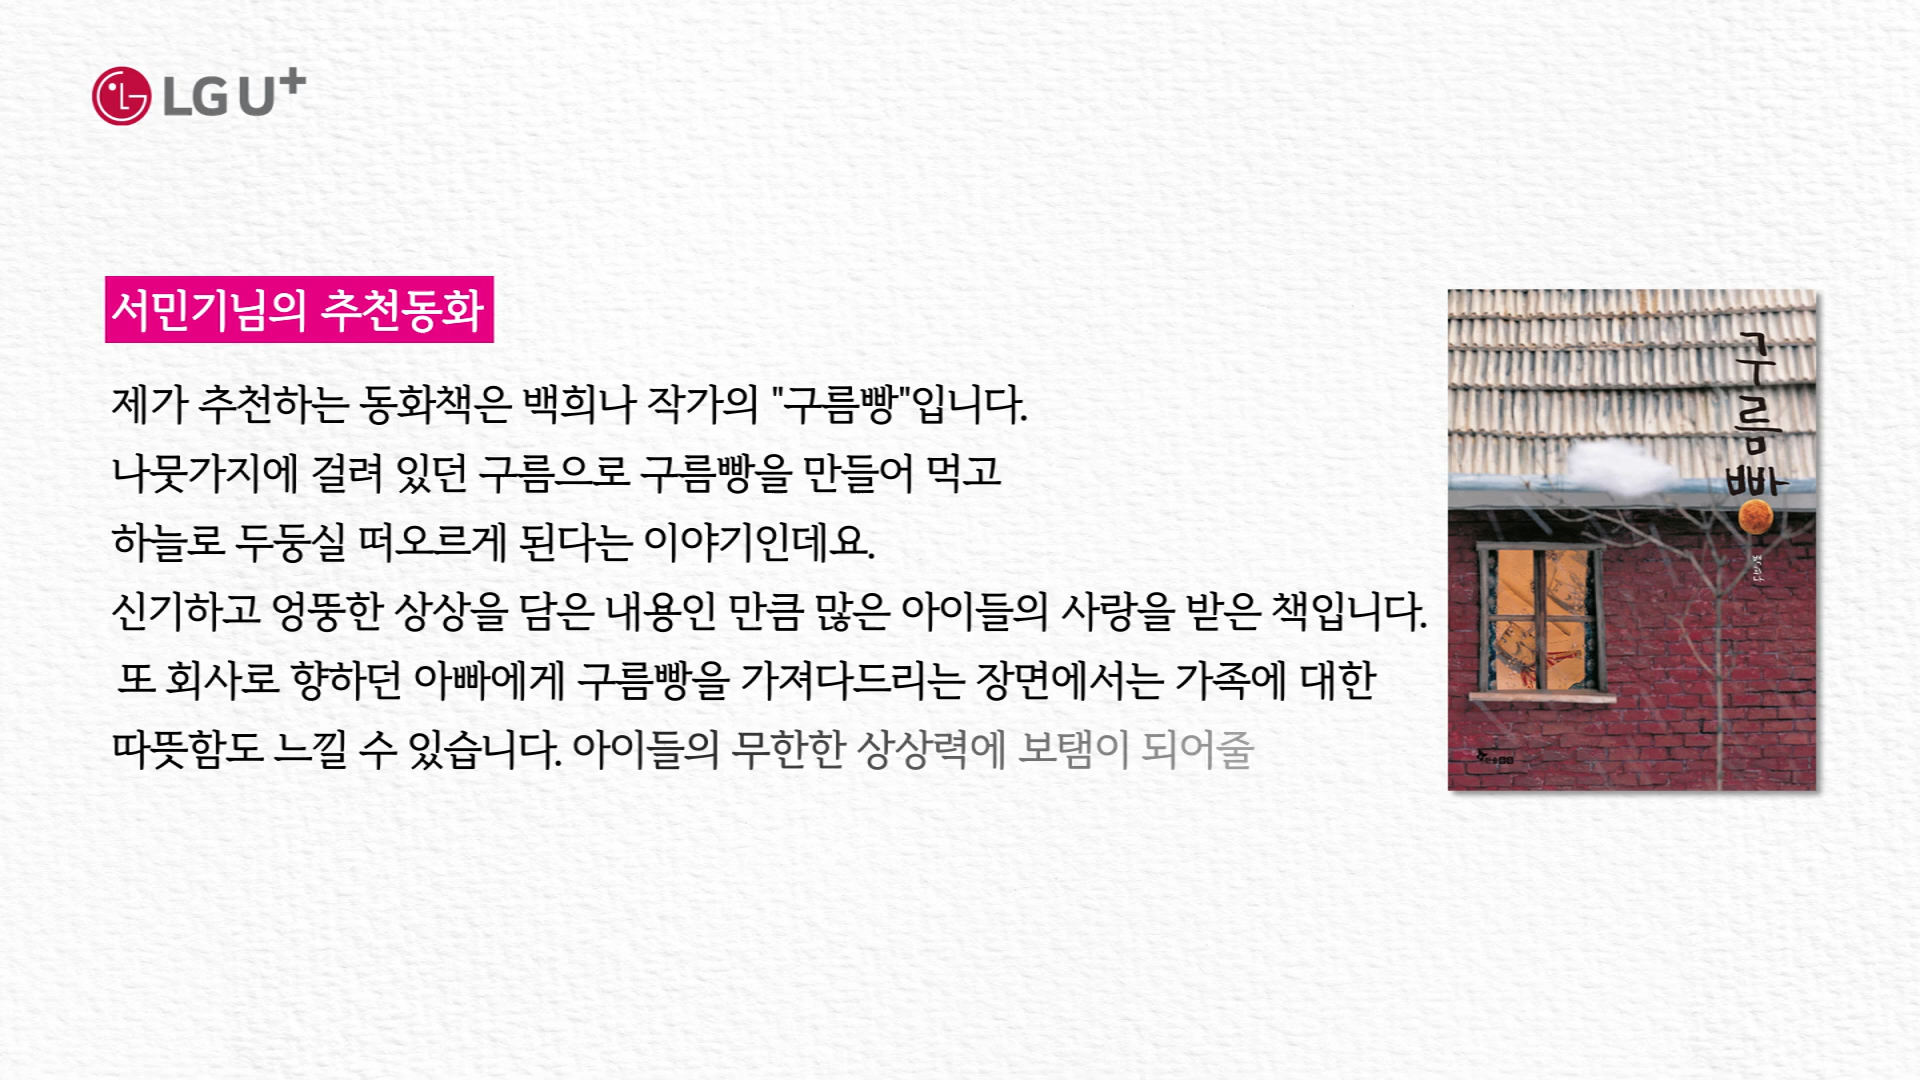 LG U+
서민기님의 추천동화
제가 추천하는 동화책은 백희나 작가의 "구름빵"입니다.
나뭇가지에 걸려 있던 구름으로 구름빵을 만들어 먹고
하늘로 두둥실 떠오르게 된다는 이야기인데요.
신기하고 엉뚱한 상상을 담은 내용인 만큼 많은 아이들의 사랑을 받은 책입니다.
또 회사로 향하던 아빠에게 구름빵을 가져다드리는 장면에서는 가족에 대한
따뜻함도 느낄 수 있습니다. 아이들의 무한한 상상력에 보탬이 되어줄
구름빵